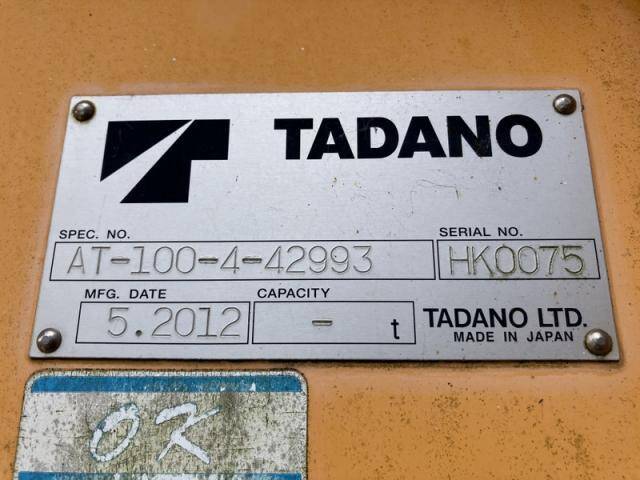 TADANO
SPEC. NO.
SERIAL NO.
AT-100-4-42993
HK0075
MFG. DATE
CAPACITY
5.2012
- t
TADANO LTD.
MADE IN JAPAN
OK